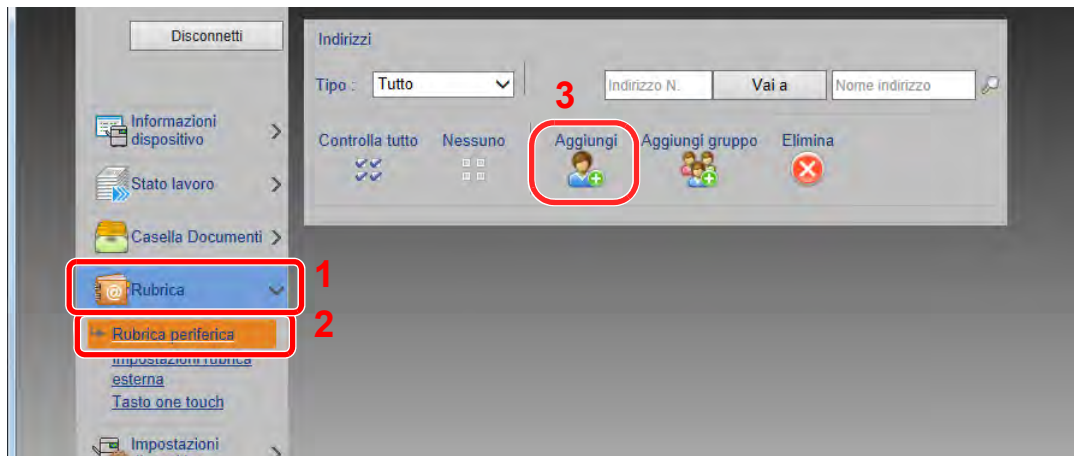 Disconnetti
Informazioni
dispositivo
Stato lavoro
Casella Documenti
1
Rubrica
2
Rubrica periferica
Impostazioni rubrica
esterna
Tasto one touch
Impostazioni
Indirizzi
Tipo : Tutto
Indirizzo N. Vai a Nome indirizzo
3
Controlla tutto Nessuno Aggiungi Aggiungi gruppo Elimina